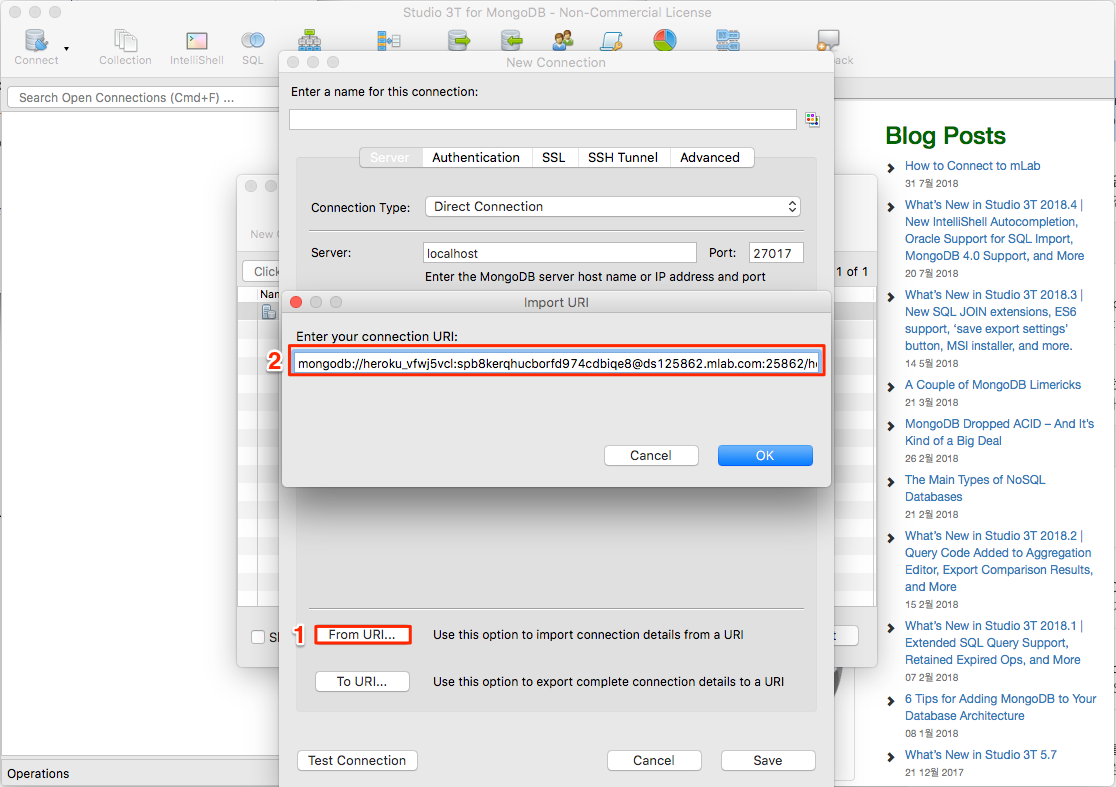 Studio 3T for MongoDB - Non-Commercial License
Connect
Collection
IntelliShell
SQL
Search Open Connections (Cmd+F) ...
New Connection
Enter a name for this connection:
Server
Authentication
SSL
SSH Tunnel
Advanced
Connection Type:
Direct Connection
Server:
localhost
Port:
27017
Enter the MongoDB server host name or IP address and port
New
Click
1 of 1
Import URI
Enter your connection URI:
2
mongodb://heroku_vfwj5vcl:spb8kerqhucborfd974cdbiqe8@ds125862.mlab.com:25862/h
Cancel
OK
1
From URI...
Use this option to import connection details from a URI
To URI...
Use this option to export complete connection details to a URI
Test Connection
Cancel
Save
Operations
Blog Posts
How to Connect to mLab
31 7월 2018
What's New in Studio 3T 2018.4 |
New IntelliShell Autocompletion,
Oracle Support for SQL Import,
MongoDB 4.0 Support, and More
20 7월 2018
What's New in Studio 3T 2018.3 |
New SQL JOIN extensions, ES6
support, ‘save export settings’
button, MSI installer, and more.
14 5월 2018
A Couple of MongoDB Limericks
21 3월 2018
MongoDB Dropped ACID – And It's
Kind of a Big Deal
26 2월 2018
The Main Types of NoSQL
Databases
21 2월 2018
What's New in Studio 3T 2018.2 |
Query Code Added to Aggregation
Editor, Export Comparison Results,
and More
15 2월 2018
What's New in Studio 3T 2018.1 |
Extended SQL Query Support,
Retained Expired Ops, and More
07 2월 2018
6 Tips for Adding MongoDB to Your
Database Architecture
08 1월 2018
What's New in Studio 3T 5.7
21 12월 2017